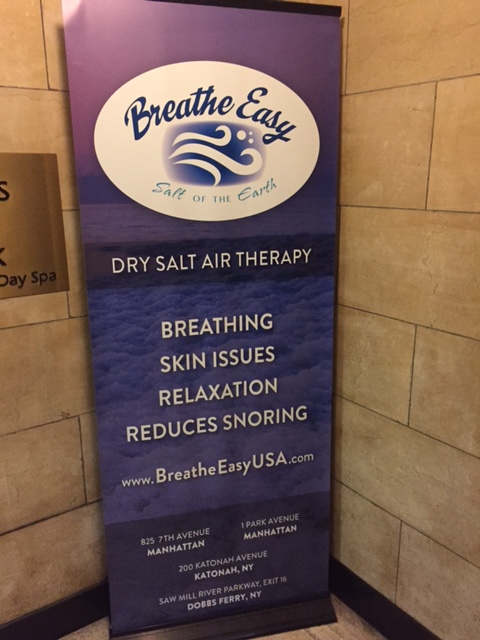 Breathe Easy
Salt OF THE Earth
DRY SALT AIR THERAPY
BREATHING
SKIN ISSUES
RELAXATION
REDUCES SNORING
www.BreatheEasyUSA.com
825 7TH AVENUE
MANHATTAN
1 PARK AVENUE
MANHATTAN
200 KATONAH AVENUE
KATONAH, NY
SAW MILL RIVER PARKWAY, EXIT 16
DOBBS FERRY, NY
S
K
Day Spa